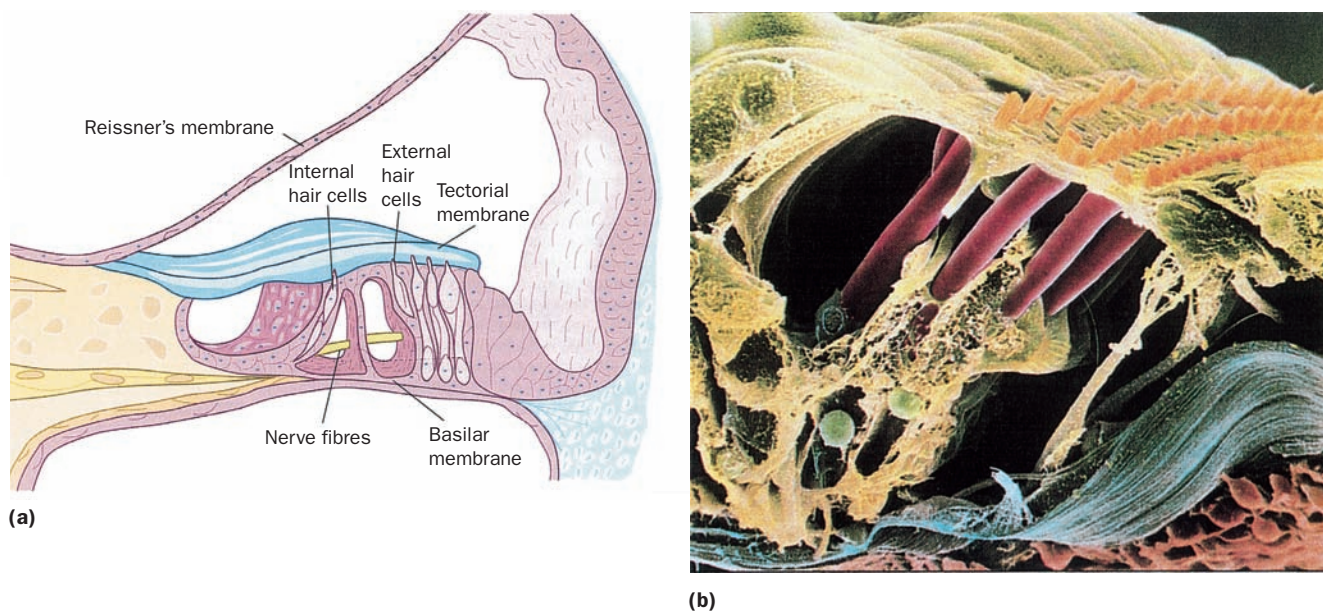 Reissner's membrane
Internal
hair cells
External
hair
cells
Tectorial
membrane
Nerve fibres
Basilar
membrane
(a)
(b)